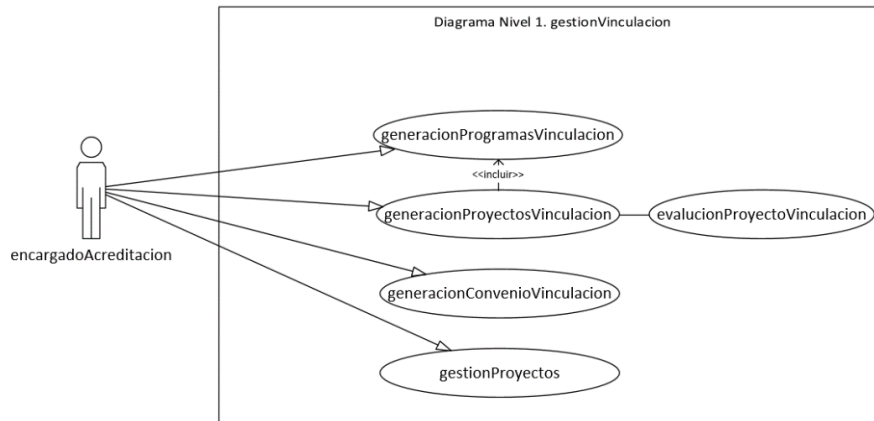 Diagrama Nivel 1. gestionVinculacion
generacionProgramasVinculacion
<<incluir>>
generacionProyectosVinculacion
evalucionProyectoVinculacion
encargadoAcreditacion
generacionConvenioVinculacion
gestionProyectos